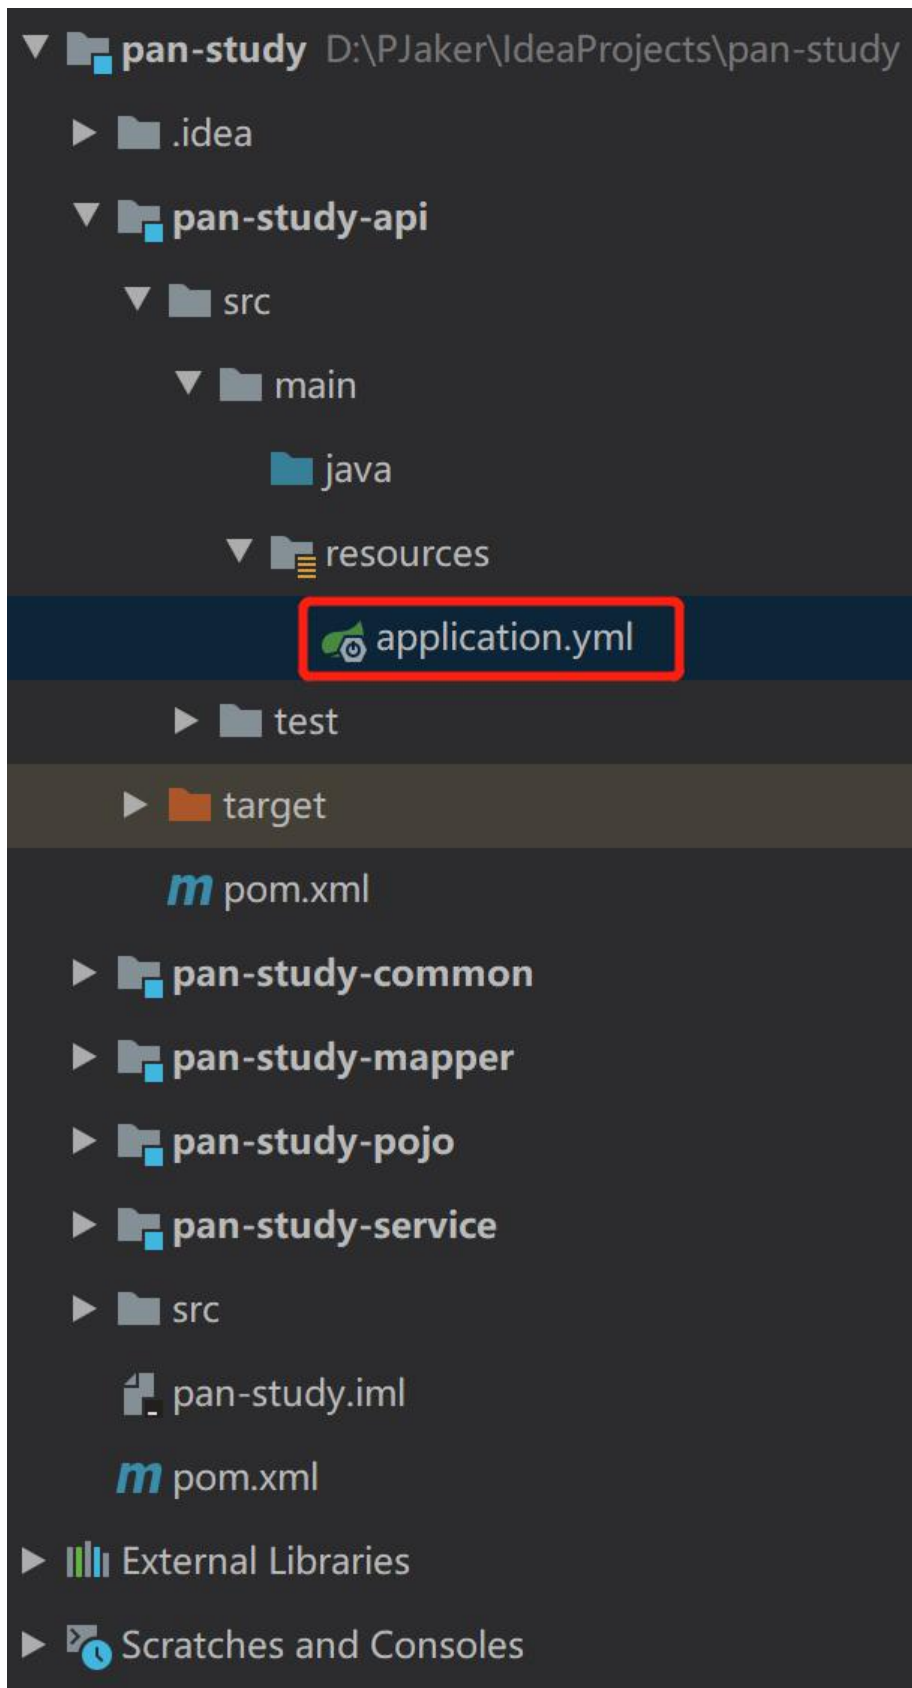 pan-study D:\PJaker\IdeaProjects\pan-study
.idea
pan-study-api
src
main
java
resources
application.yml
test
target
pom.xml
pan-study-common
pan-study-mapper
pan-study-pojo
pan-study-service
src
pan-study.iml
pom.xml
External Libraries
Scratches and Consoles